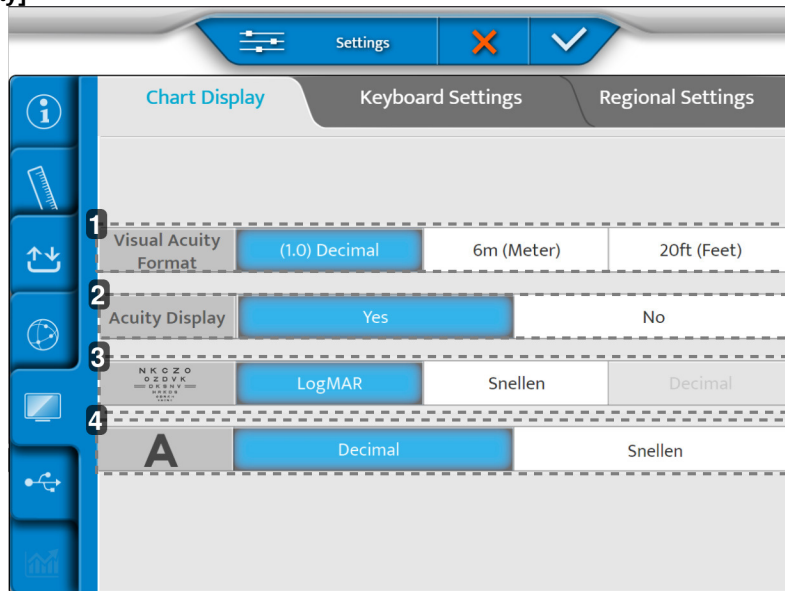 y]
Settings
Chart Display
Keyboard Settings
Regional Settings
1
Visual Acuity
Format
(1.0) Decimal
6m (Meter)
20ft (Feet)
2
Acuity Display
Yes
No
3
N K C Z O
O Z D V K
LogMAR
Snellen
Decimal
4
A
Decimal
Snellen